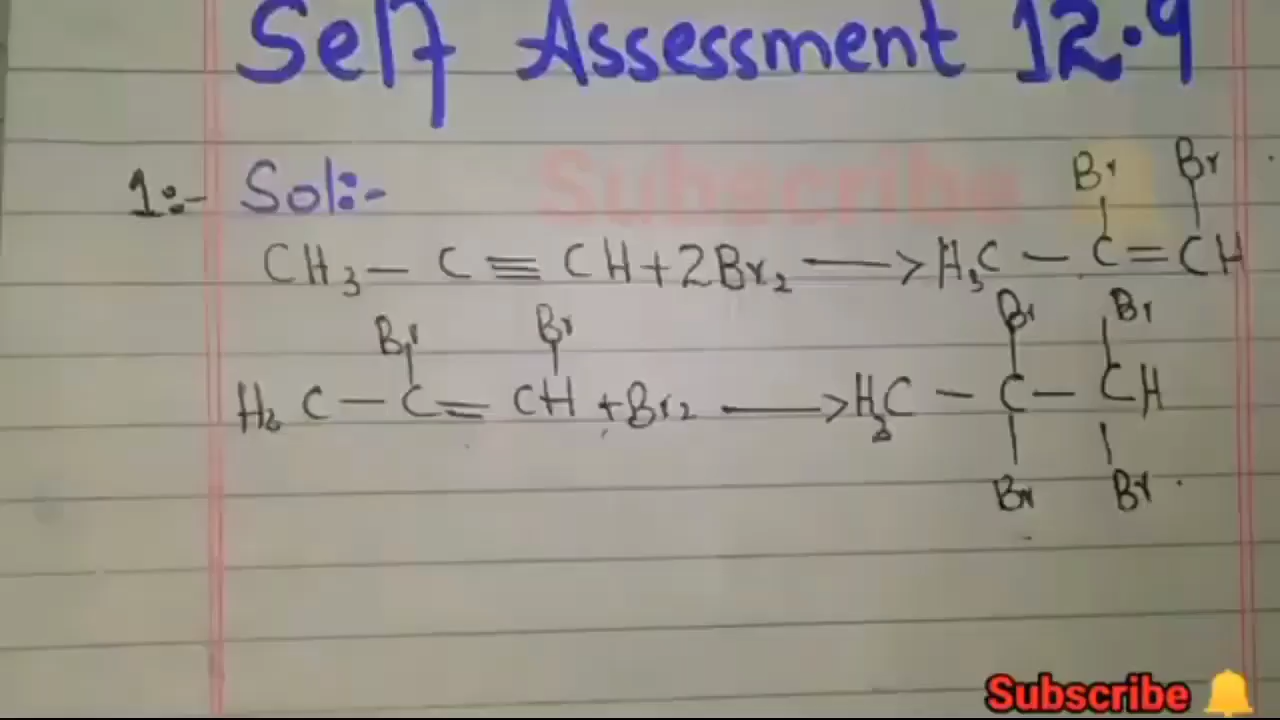 Self Assessment 12.9
Subscribe
1:- Sol:-
Br Br
CH₃ — C ≡ CH + 2Br₂ ⟶ H₃C — C = CH
Br Br Br Br
H₃C — C = CH + Br₂ ⟶ H₃C — C — CH
Br Br
Subscribe